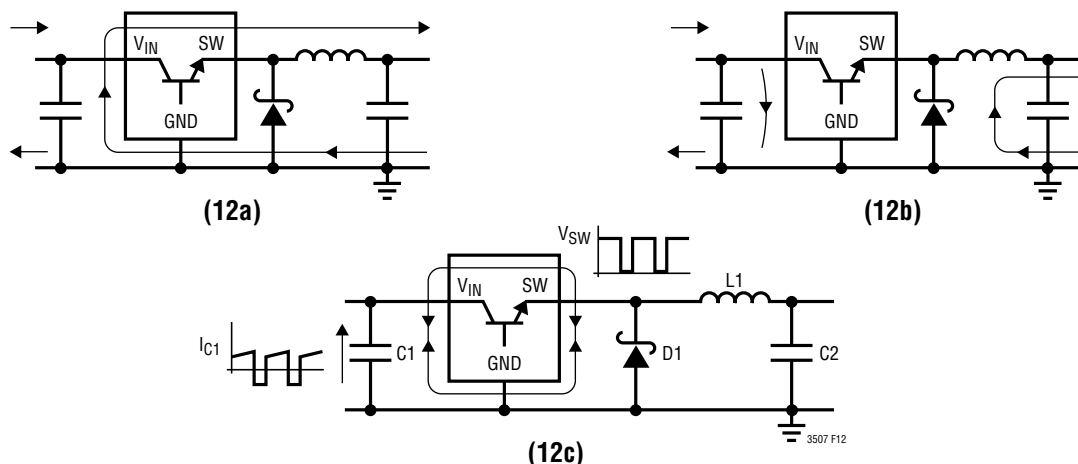 VIN SW
GND
(12a)
VIN SW
GND
(12b)
VSW
L1
VIN SW
IC1
C1
GND
D1
C2
3507 F12
(12c)